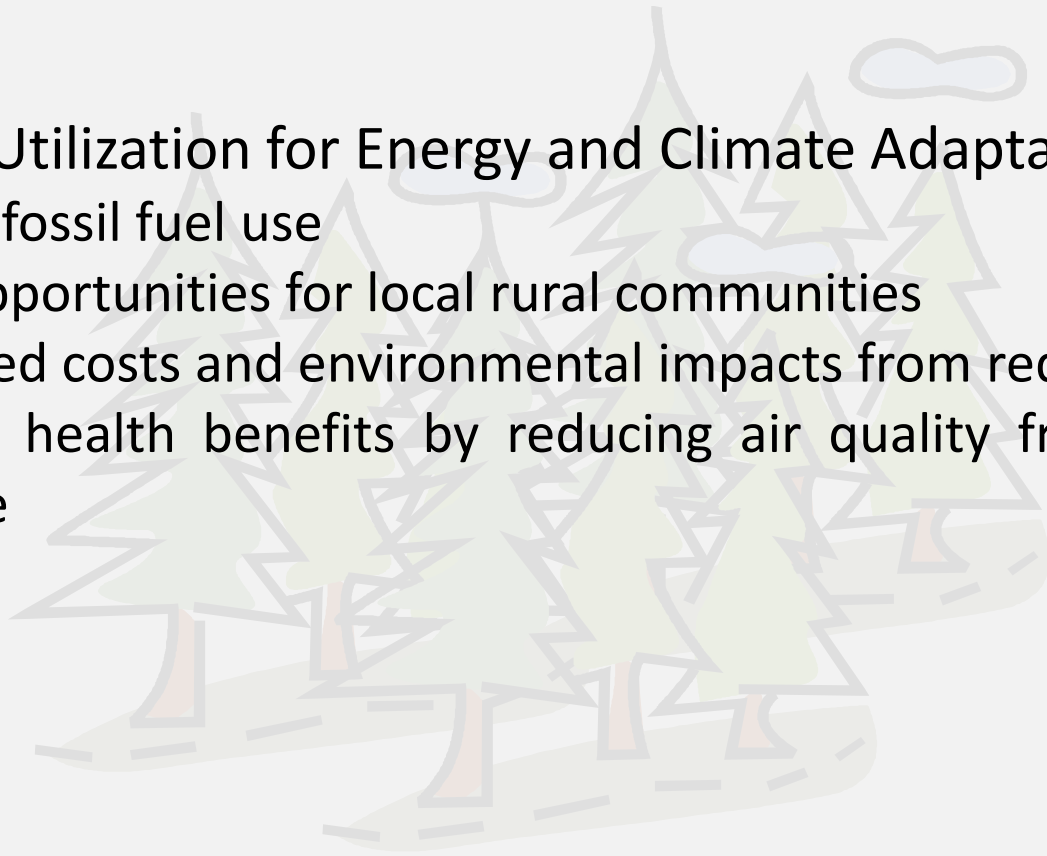 Utilization for Energy and Climate Adapta
fossil fuel use
pportunities for local rural communities
ed costs and environmental impacts from red
health benefits by reducing air quality fr
e